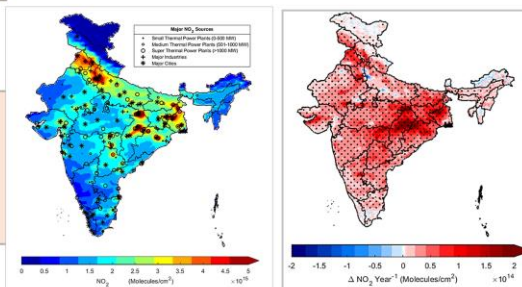 Major NO2 Sources
Small Thermal Power Plants (0-500 MW)
Medium Thermal Power Plants (501-1000 MW)
Super Thermal Power Plants (>1000 MW)
Major Industries
Major Cities
0 0.5 1 1.5 2 2.5 3 3.5 4 4.5 5
NO2 (Molecules/cm²) ×10¹⁵
-2 -1.5 -1 -0.5 0 0.5 1 1.5 2
Δ NO2 Year⁻¹ (Molecules/cm²) ×10¹⁴